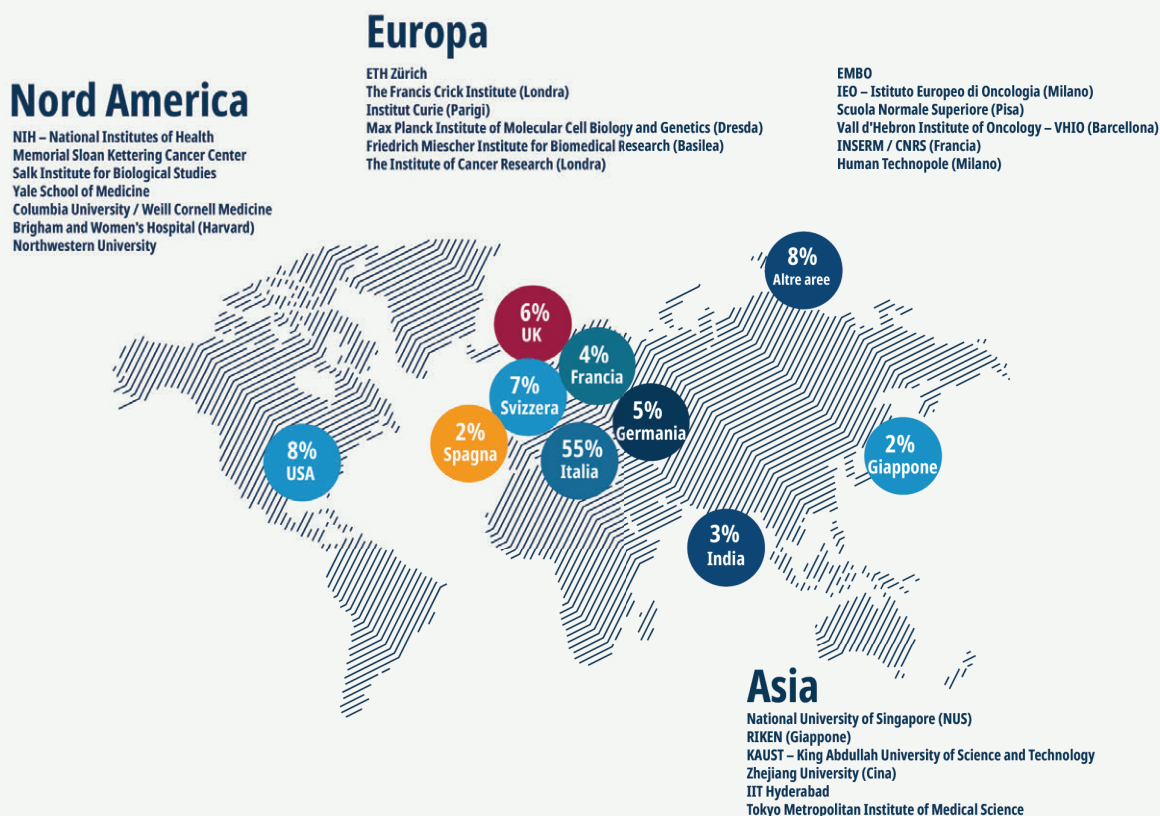 Europa
ETH Zürich
The Francis Crick Institute (Londra)
Institut Curie (Parigi)
Max Planck Institute of Molecular Cell Biology and Genetics (Dresda)
Friedrich Miescher Institute for Biomedical Research (Basilea)
The Institute of Cancer Research (Londra)
EMBO
IEO – Istituto Europeo di Oncologia (Milano)
Scuola Normale Superiore (Pisa)
Vall d'Hebron Institute of Oncology – VHIO (Barcellona)
INSERM / CNRS (Francia)
Human Technopole (Milano)
Nord America
NIH – National Institutes of Health
Memorial Sloan Kettering Cancer Center
Salk Institute for Biological Studies
Yale School of Medicine
Columbia University / Weill Cornell Medicine
Brigham and Women's Hospital (Harvard)
Northwestern University
8%
Altre aree
6%
UK
4%
Francia
7%
Svizzera
5%
Germania
2%
Spagna
55%
Italia
8%
USA
2%
Giappone
3%
India
Asia
National University of Singapore (NUS)
RIKEN (Giappone)
KAUST – King Abdullah University of Science and Technology
Zhejiang University (Cina)
IIT Hyderabad
Tokyo Metropolitan Institute of Medical Science